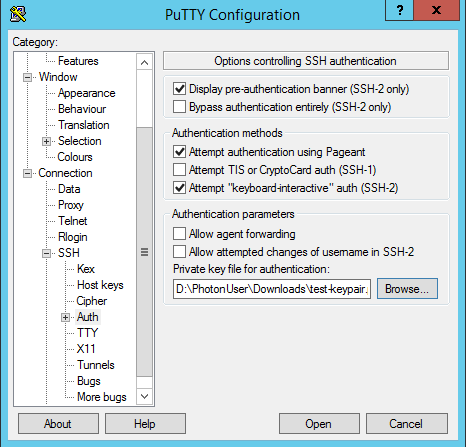 PuTTY Configuration
? X
Category:
Features
Window
Appearance
Behaviour
Translation
Selection
Colours
Connection
Data
Proxy
Telnet
Rlogin
SSH
Kex
Host keys
Cipher
Auth
TTY
X11
Tunnels
Bugs
More bugs
Options controlling SSH authentication
Display pre-authentication banner (SSH-2 only)
Bypass authentication entirely (SSH-2 only)
Authentication methods
Attempt authentication using Pageant
Attempt TIS or CryptoCard auth (SSH-1)
Attempt "keyboard-interactive" auth (SSH-2)
Authentication parameters
Allow agent forwarding
Allow attempted changes of username in SSH-2
Private key file for authentication:
D:\PhotonUser\Downloads\test-keypair. Browse...
About Help Open Cancel